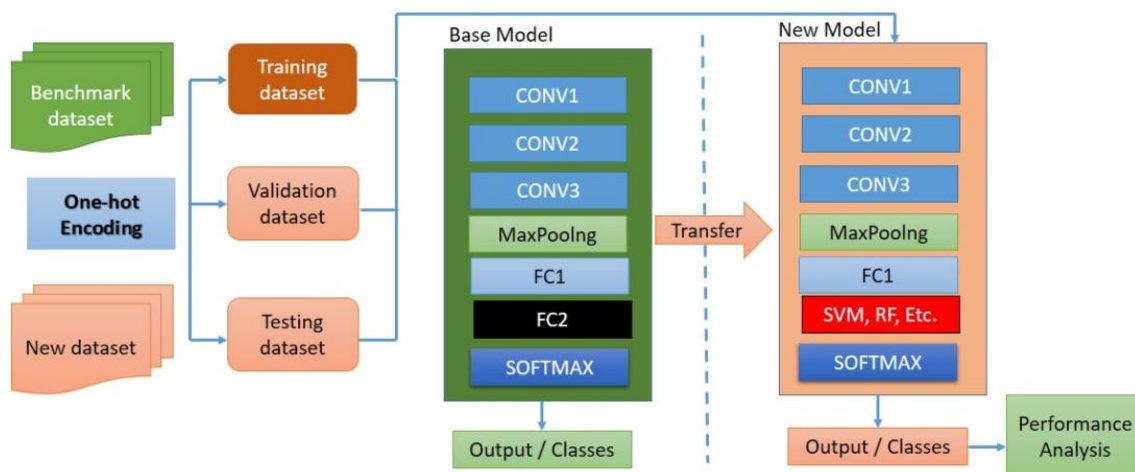 Benchmark
dataset
One-hot
Encoding
New dataset
Training
dataset
Validation
dataset
Testing
dataset
Base Model
CONV1
CONV2
CONV3
MaxPoolng
FC1
FC2
SOFTMAX
Output / Classes
Transfer
New Model
CONV1
CONV2
CONV3
MaxPoolng
FC1
SVM, RF, Etc.
SOFTMAX
Output / Classes
Performance
Analysis